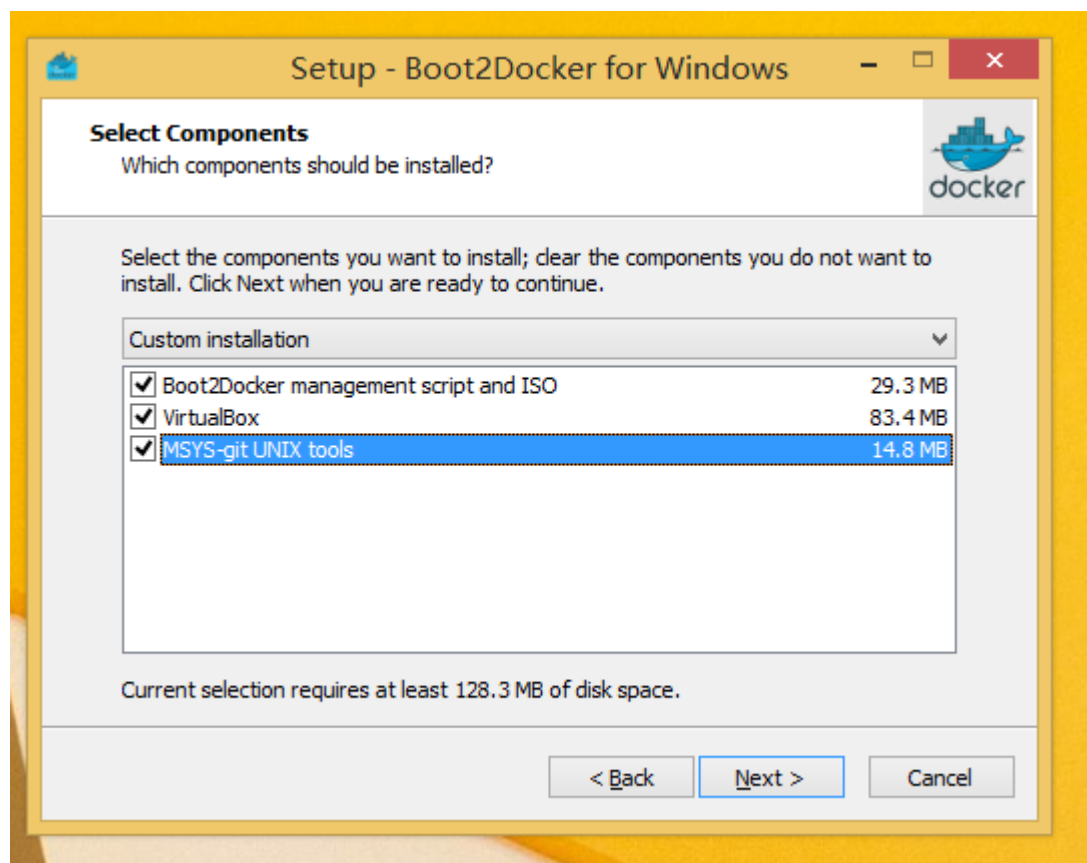 Setup - Boot2Docker for Windows
Select Components
Which components should be installed?
docker
Select the components you want to install; clear the components you do not want to
install. Click Next when you are ready to continue.
Custom installation
Boot2Docker management script and ISO 29.3 MB
VirtualBox 83.4 MB
MSYS-git UNIX tools 14.8 MB
Current selection requires at least 128.3 MB of disk space.
< Back Next > Cancel